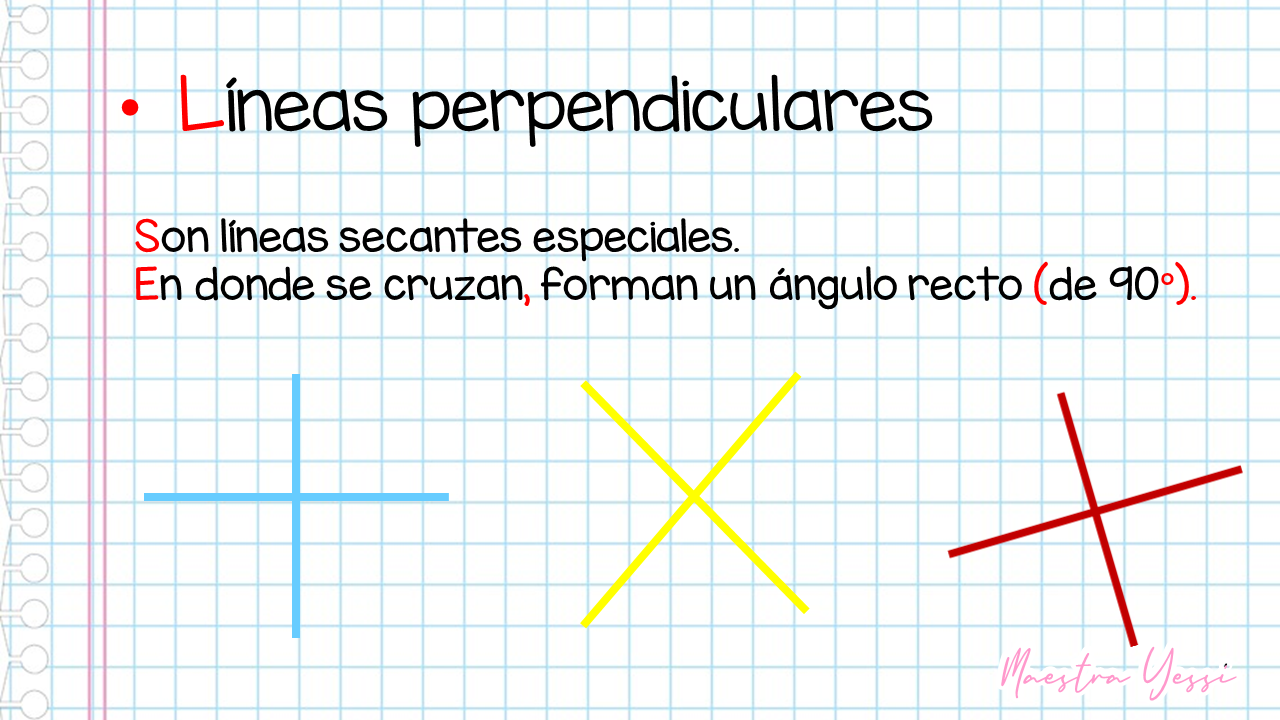 • Líneas perpendiculares
Son líneas secantes especiales.
En donde se cruzan, forman un ángulo recto (de 90°).
Maestra Yessi